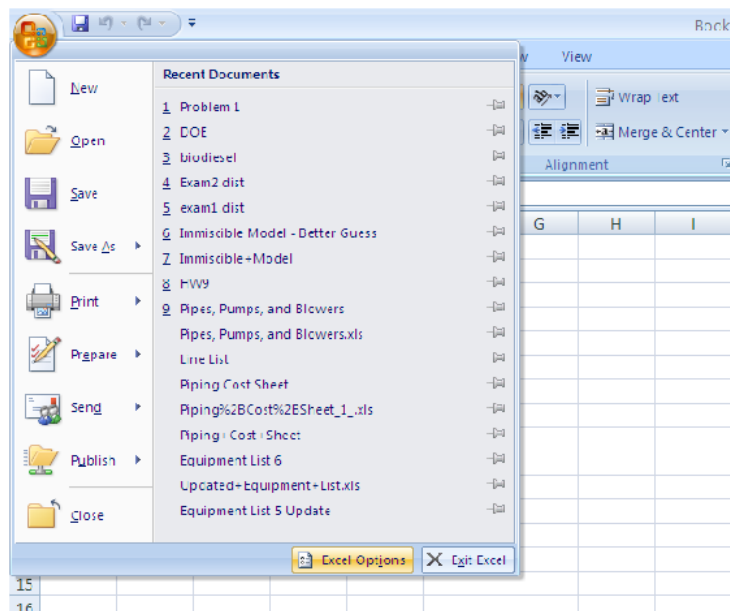 Book
View
New
Open
Save
Save As
Print
Prepare
Send
Publish
Close
Recent Documents
1 Problem 1
2 DOE
3 biodiesel
4 Exam2 dist
5 exam1 dist
6 Immiscible Model - Better Guess
7 Immiscible+Model
8 HW9
9 Pipes, Pumps, and Blowers
Pipes, Pumps, and Blowers.xls
Line List
Piping Cost Sheet
Piping%2BCost%2ESheet_1_.xls
Piping+Cost+Sheet
Equipment List 6
Updated+Equipment+List.xls
Equipment List 5 Update
Excel Options
Exit Excel
Wrap Text
Merge & Center
Alignment
G H I
15
16